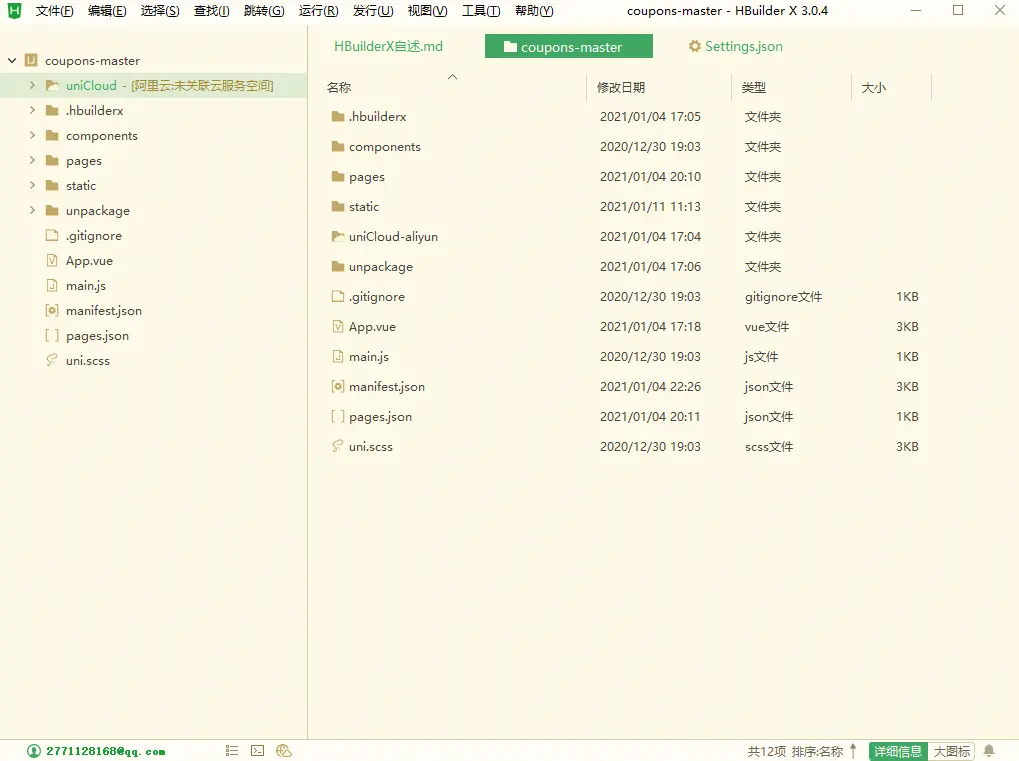 文件(F) 编辑(E) 选择(S) 查找(I) 跳转(G) 运行(R) 发行(U) 视图(V) 工具(T) 帮助(Y) coupons-master - HBuilder X 3.0.4
HBuilderX自述.md coupons-master Settings.json
coupons-master
uniCloud - [阿里云:未关联云服务空间]
.hbuilderx
components
pages
static
unpackage
.gitignore
App.vue
main.js
manifest.json
pages.json
uni.scss
名称 修改日期 类型 大小
.hbuilderx 2021/01/04 17:05 文件夹
components 2020/12/30 19:03 文件夹
pages 2021/01/04 20:10 文件夹
static 2021/01/11 11:13 文件夹
uniCloud-aliyun 2021/01/04 17:04 文件夹
unpackage 2021/01/04 17:06 文件夹
.gitignore 2020/12/30 19:03 gitignore文件 1KB
App.vue 2021/01/04 17:18 vue文件 3KB
main.js 2020/12/30 19:03 js文件 1KB
manifest.json 2021/01/04 22:26 json文件 3KB
pages.json 2021/01/04 20:11 json文件 1KB
uni.scss 2020/12/30 19:03 scss文件 3KB
2771128168@qq.com 共12项 排序:名称 详细信息 大图标